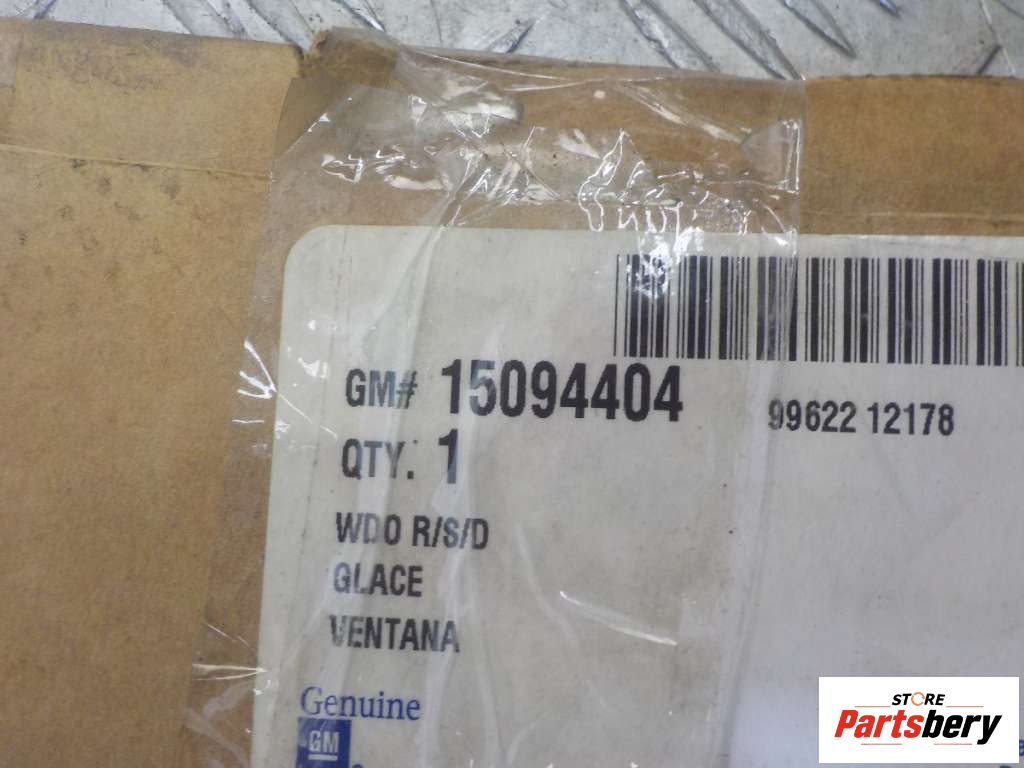 GM# 15094404
99622 12178
QTY. 1
WDO R/S/D
GLACE
VENTANA
Genuine
GM
STORE
Partsbery